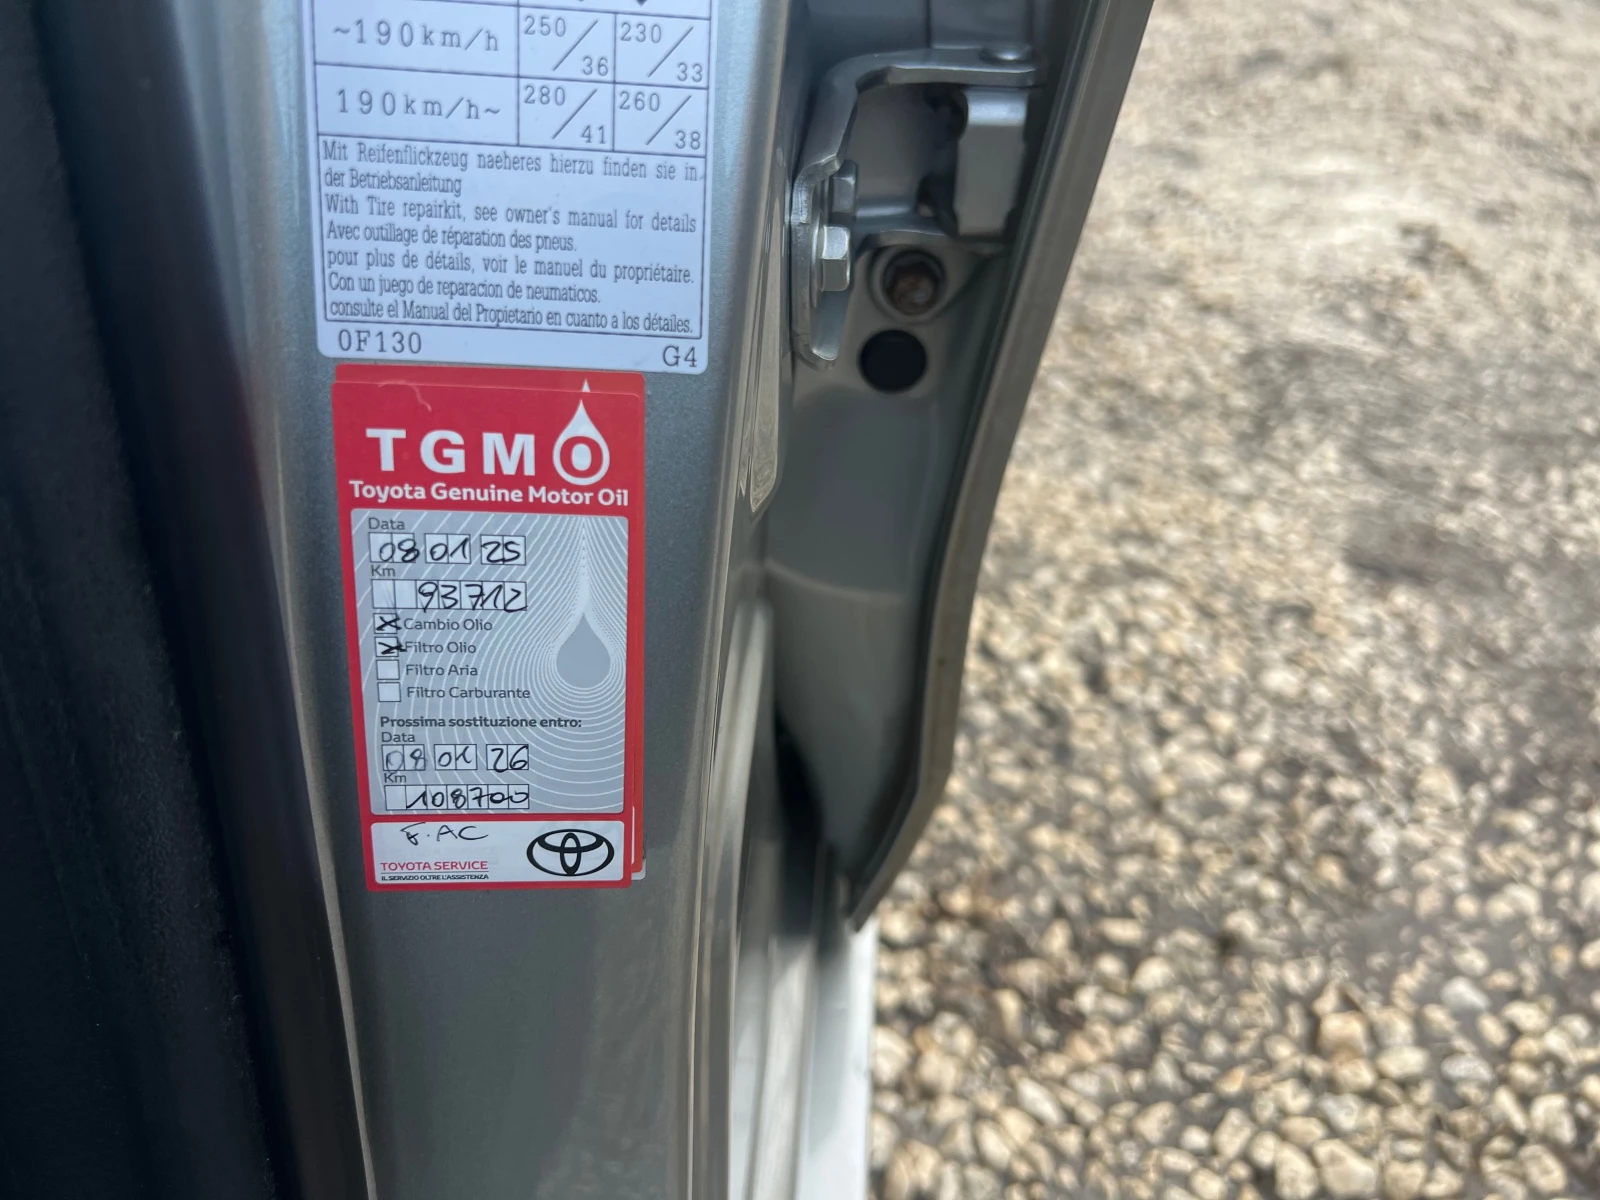 ~190km/h 250/36 230/33
190km/h~ 280/41 260/38
Mit Reifenflickzeug naeheres hierzu finden sie in
der Betriebsanleitung
With Tire repairkit, see owner's manual for details
Avec outillage de réparation des pneus.
pour plus de détails, voir le manuel du propriétaire.
Con un juego de reparacion de neumaticos.
consulte el Manual del Propietario en cuanto a los détailes.
0F130 G4
TGMO
Toyota Genuine Motor Oil
Data
08 01 25
Km
93712
Cambio Olio
Filtro Olio
Filtro Aria
Filtro Carburante
Prossima sostituzione entro:
Data
08 01 26
Km
108700
F.AC
TOYOTA SERVICE
IL SERVIZIO OLTRE L'ASSISTENZA